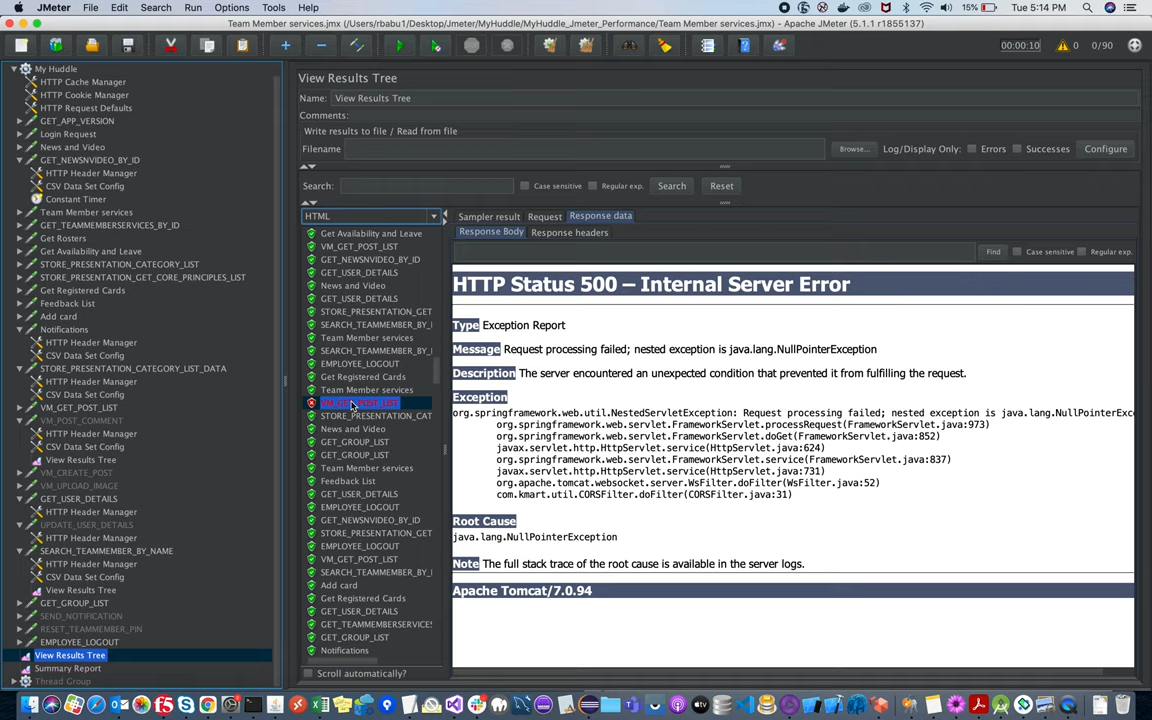 JMeter File Edit Search Run Options Tools Help 15% Tue 5:14 PM
Team Member services.jmx (/Users/rbabu1/Desktop/Jmeter/MyHuddle/MyHuddle_Jmeter_Performance/Team Member services.jmx) - Apache JMeter (5.1.1 r1855137)
00:00:10 0 0/90
My Huddle
HTTP Cache Manager
HTTP Cookie Manager
HTTP Request Defaults
GET_APP_VERSION
Login Request
News and Video
GET_NEWSNVIDEO_BY_ID
HTTP Header Manager
CSV Data Set Config
Constant Timer
Team Member services
GET_TEAMMEMBERSERVICES_BY_ID
Get Rosters
Get Availability and Leave
STORE_PRESENTATION_CATEGORY_LIST
STORE_PRESENTATION_GET_CORE_PRINCIPLES_LIST
Get Registered Cards
Feedback List
Add card
Notifications
HTTP Header Manager
CSV Data Set Config
STORE_PRESENTATION_CATEGORY_LIST_DATA
HTTP Header Manager
CSV Data Set Config
VM_GET_POST_LIST
VM_POST_COMMENT
HTTP Header Manager
CSV Data Set Config
View Results Tree
VM_CREATE_POST
VM_UPLOAD_IMAGE
GET_USER_DETAILS
HTTP Header Manager
UPDATE_USER_DETAILS
HTTP Header Manager
SEARCH_TEAMMEMBER_BY_NAME
HTTP Header Manager
CSV Data Set Config
View Results Tree
GET_GROUP_LIST
SEND_NOTIFICATION
RESET_TEAMMEMBER_PIN
EMPLOYEE_LOGOUT
View Results Tree
Summary Report
Thread Group
View Results Tree
Name: View Results Tree
Comments:
Write results to file / Read from file
Filename Browse... Log/Display Only: Errors Successes Configure
Search: Case sensitive Regular exp. Search Reset
HTML
Get Availability and Leave
VM_GET_POST_LIST
GET_NEWSNVIDEO_BY_ID
GET_USER_DETAILS
News and Video
GET_USER_DETAILS
STORE_PRESENTATION_GET
SEARCH_TEAMMEMBER_BY_I
Team Member services
SEARCH_TEAMMEMBER_BY_I
EMPLOYEE_LOGOUT
Get Registered Cards
Team Member services
VM_GET_POST_LIST
STORE_PRESENTATION_CAT
News and Video
GET_GROUP_LIST
GET_GROUP_LIST
Team Member services
Feedback List
GET_USER_DETAILS
EMPLOYEE_LOGOUT
GET_NEWSNVIDEO_BY_ID
STORE_PRESENTATION_GET
EMPLOYEE_LOGOUT
VM_GET_POST_LIST
SEARCH_TEAMMEMBER_BY_I
Add card
Get Registered Cards
GET_USER_DETAILS
GET_TEAMMEMBERSERVICES
GET_GROUP_LIST
Notifications
Scroll automatically?
Sampler result Request Response data
Response Body Response headers
Find Case sensitive Regular exp.
HTTP Status 500 – Internal Server Error
Type Exception Report
Message Request processing failed; nested exception is java.lang.NullPointerException
Description The server encountered an unexpected condition that prevented it from fulfilling the request.
Exception
org.springframework.web.util.NestedServletException: Request processing failed; nested exception is java.lang.NullPointerExce
org.springframework.web.servlet.FrameworkServlet.processRequest(FrameworkServlet.java:973)
org.springframework.web.servlet.FrameworkServlet.doGet(FrameworkServlet.java:852)
javax.servlet.http.HttpServlet.service(HttpServlet.java:624)
org.springframework.web.servlet.FrameworkServlet.service(FrameworkServlet.java:837)
javax.servlet.http.HttpServlet.service(HttpServlet.java:731)
org.apache.tomcat.websocket.server.WsFilter.doFilter(WsFilter.java:52)
com.kmart.util.CORSFilter.doFilter(CORSFilter.java:31)
Root Cause
java.lang.NullPointerException
Note The full stack trace of the root cause is available in the server logs.
Apache Tomcat/7.0.94